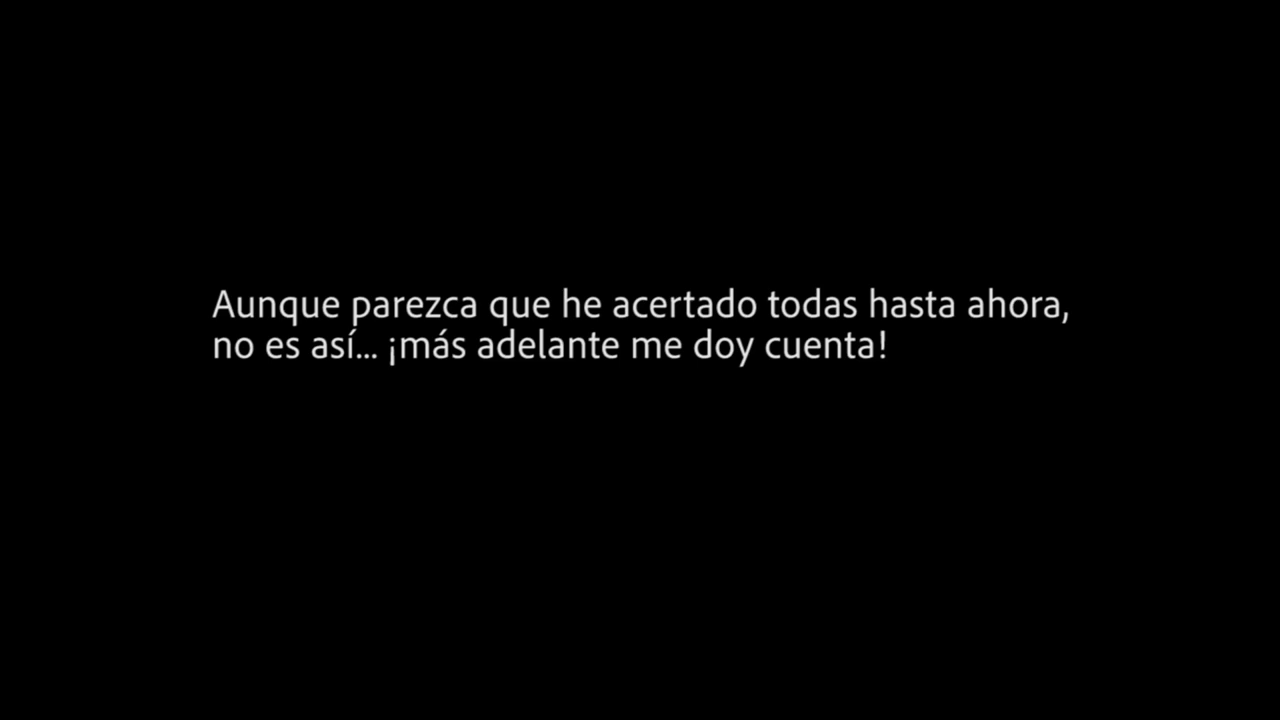 Aunque parezca que he acertado todas hasta ahora,
no es así... ¡más adelante me doy cuenta!